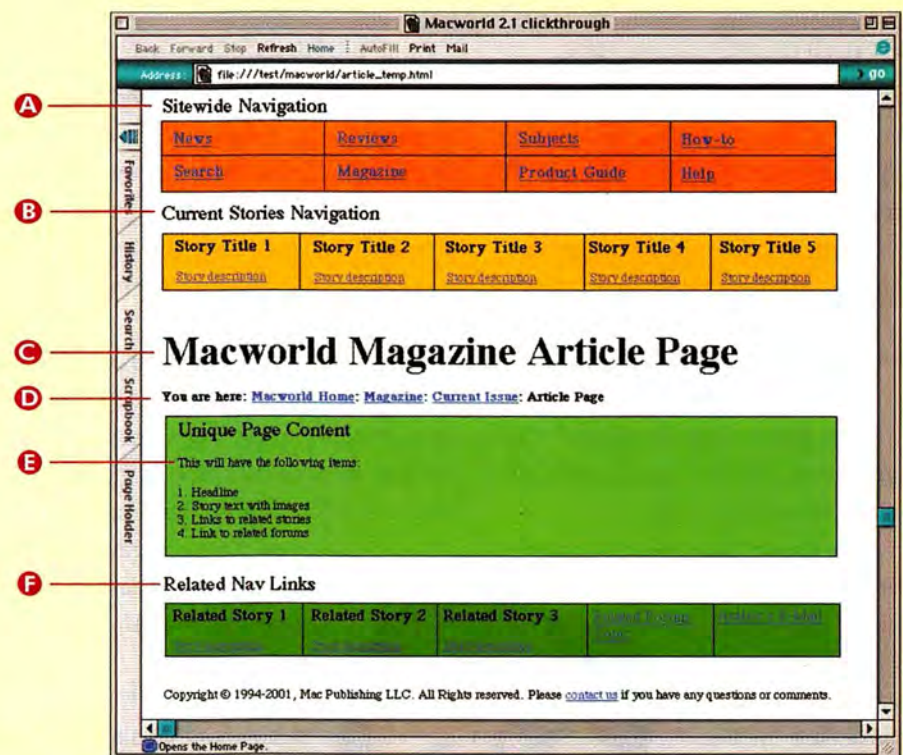 Macworld 2.1 clickthrough
Back Forward Stop Refresh Home AutoFill Print Mail
Address: file:///test/macworld/article_temp.html go
A
Sitewide Navigation
News Reviews Subjects How-to
Search Magazine Product Guide Help
B
Current Stories Navigation
Story Title 1 Story Title 2 Story Title 3 Story Title 4 Story Title 5
Story description Story description Story description Story description Story description
C
Macworld Magazine Article Page
D
You are here: Macworld Home: Magazine: Current Issue: Article Page
Unique Page Content
E
This will have the following items:
1. Headline
2. Story text with images
3. Links to related stories
4. Link to related forums
F
Related Nav Links
Related Story 1 Related Story 2 Related Story 3
Copyright © 1994-2001, Mac Publishing LLC. All Rights reserved. Please contact us if you have any questions or comments.
Opens the Home Page.
Favorites
History
Search
Scrapbook
Page Holder